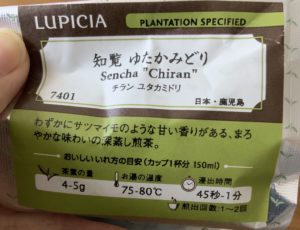 LUPICIA
PLANTATION SPECIFIED
知覧 ゆたかみどり
Sencha "Chiran"
チラン ユタカミドリ
7401
日本・鹿児島
わずかにサツマイモのような甘い香りがある、まろ
やかな味わいの深蒸し煎茶。
おいしいいれ方の目安 (カップ1杯分 150ml)
茶葉の量
お湯の温度
浸出時間
4-5g
75-80℃
45秒-1分
煎出回数:1〜2回